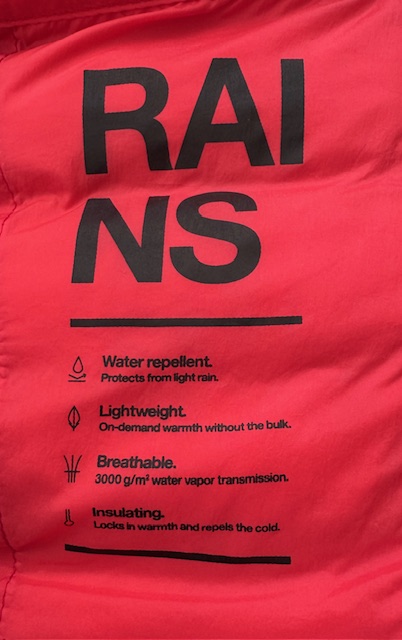 RAI
NS
Water repellent.
Protects from light rain.
Lightweight.
On-demand warmth without the bulk.
Breathable.
3000 g/m² water vapor transmission.
Insulating.
Locks in warmth and repels the cold.